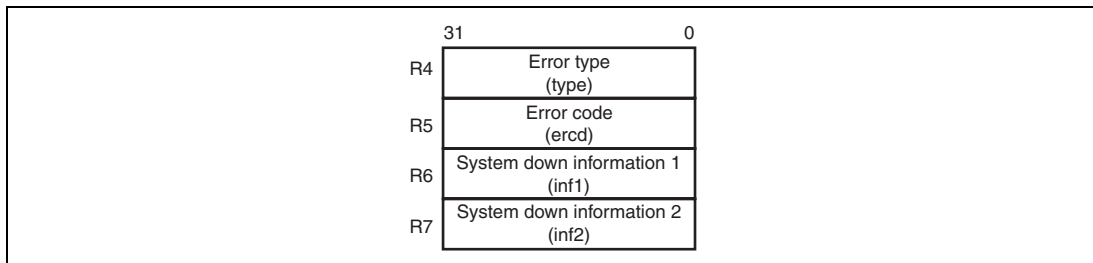 31 0
R4 Error type
(type)
R5 Error code
(ercd)
R6 System down information 1
(inf1)
R7 System down information 2
(inf2)